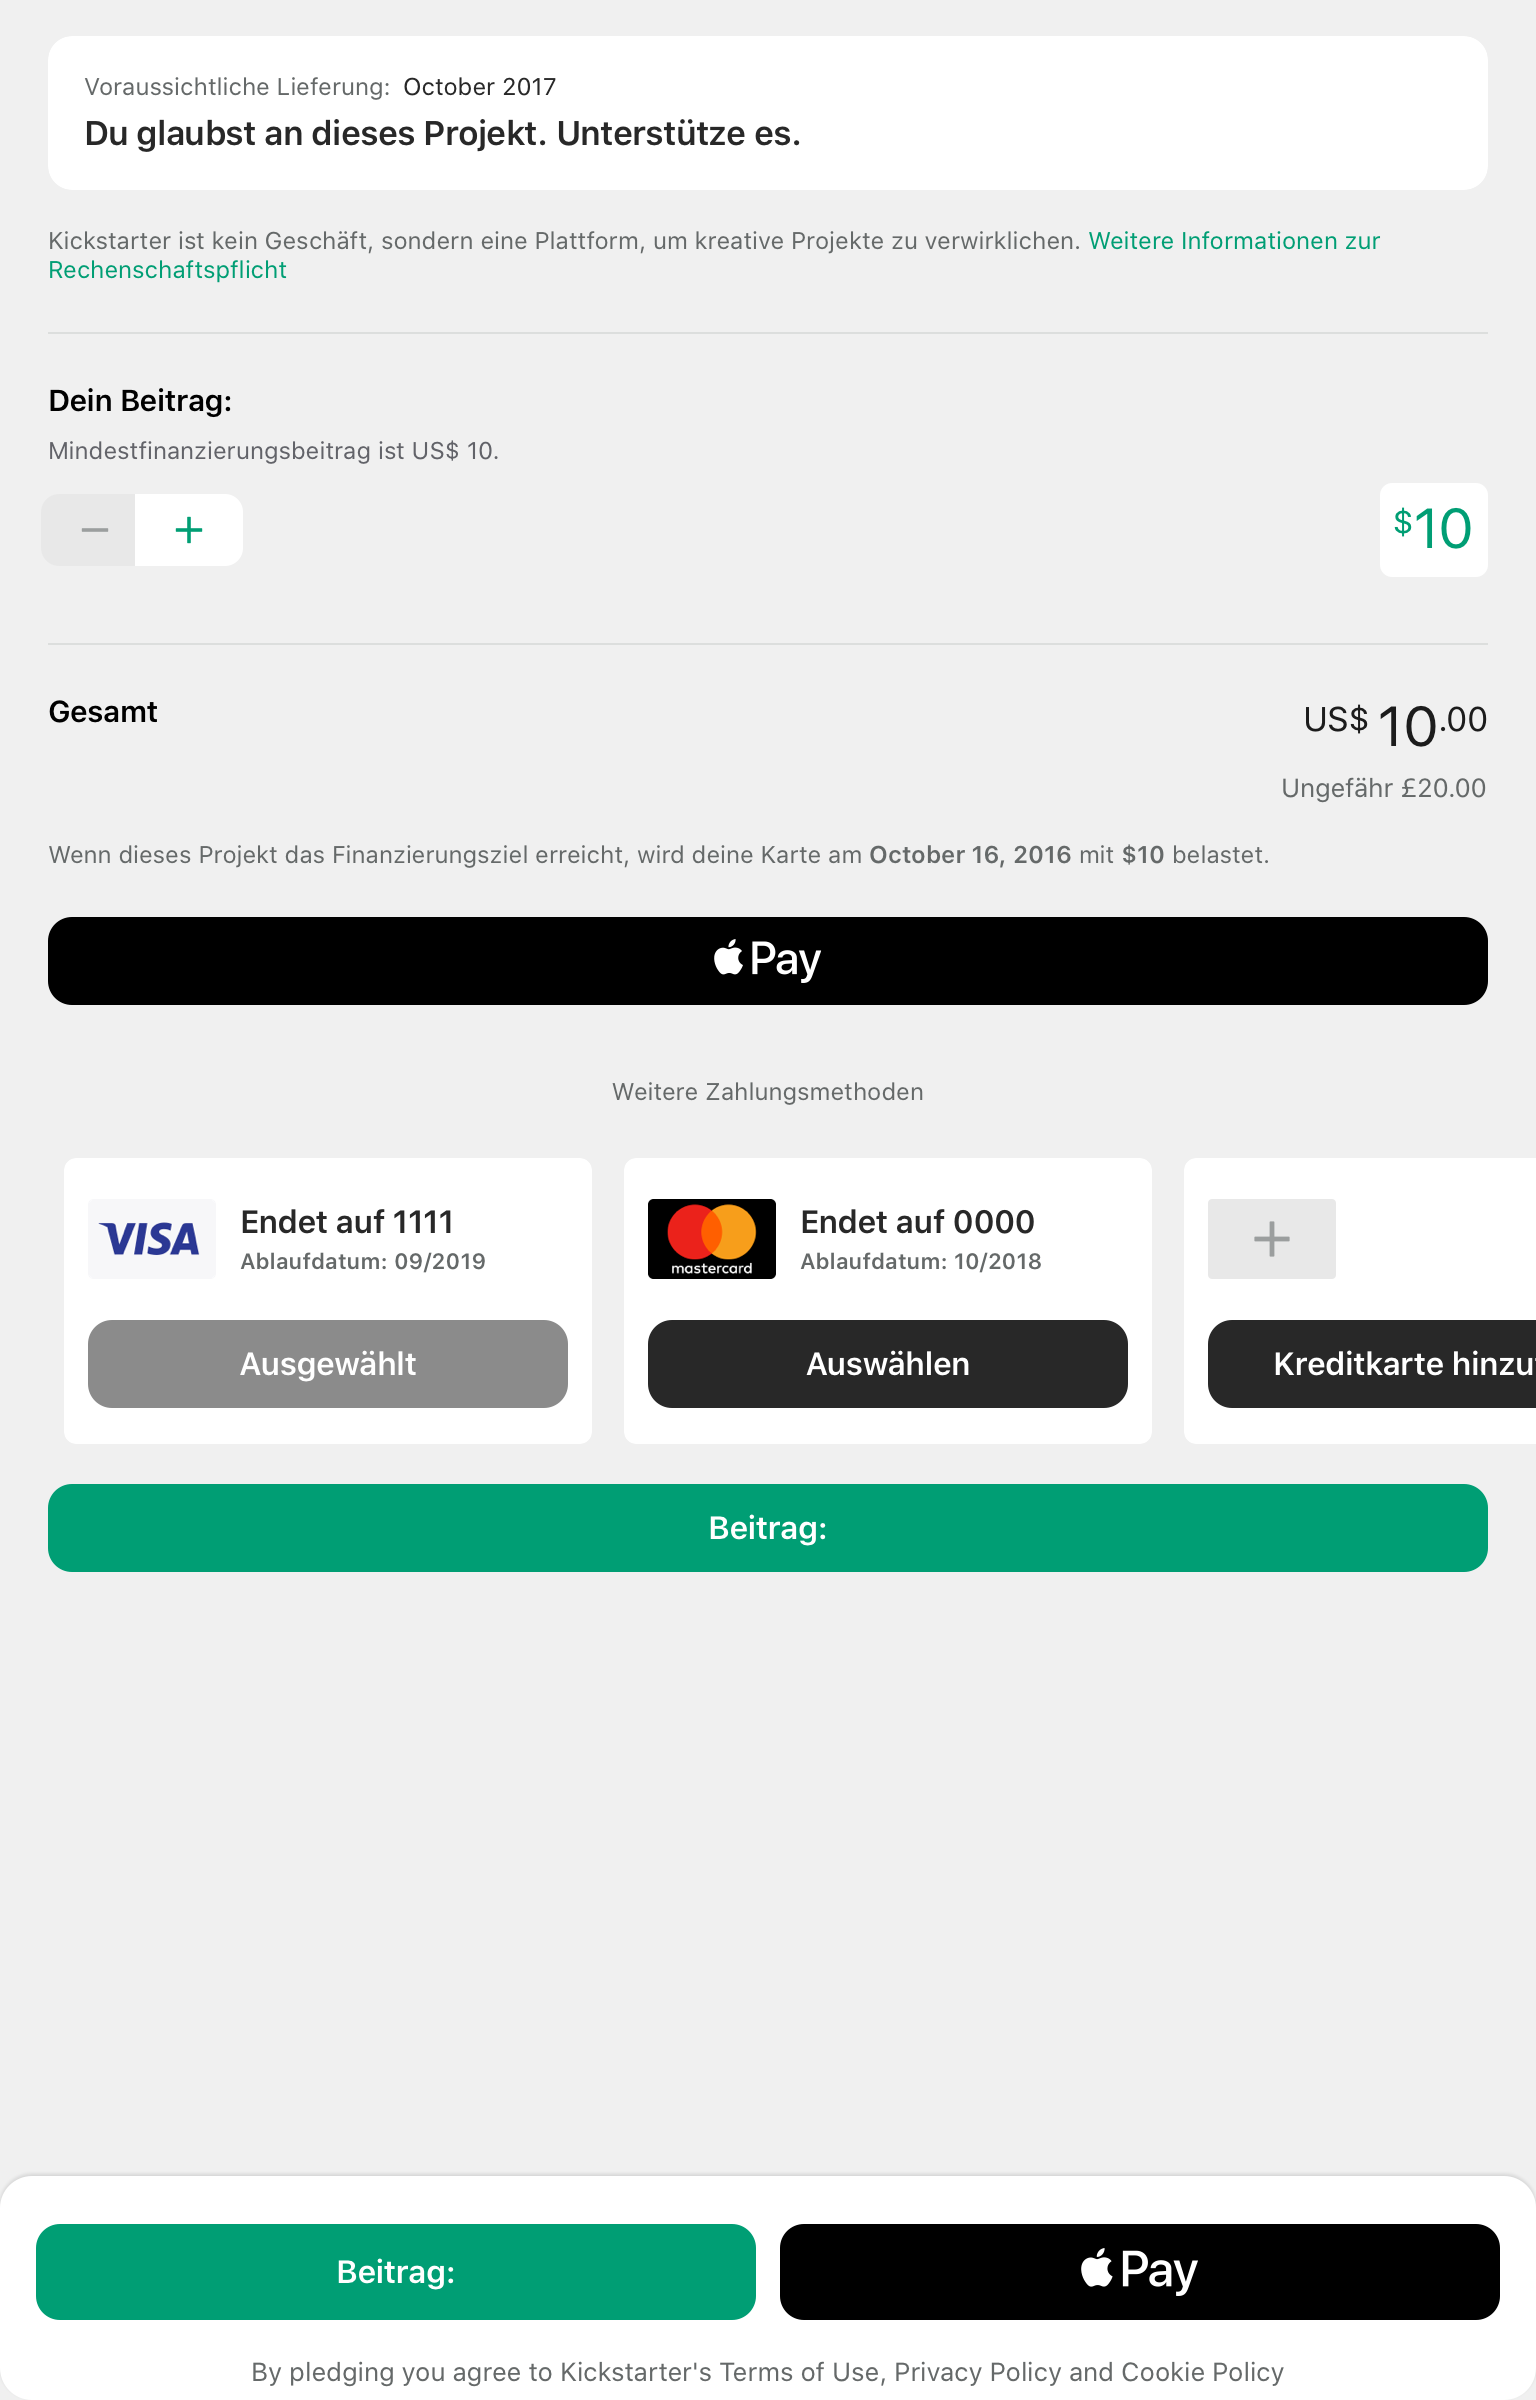 Voraussichtliche Lieferung: October 2017
Du glaubst an dieses Projekt. Unterstütze es.
Kickstarter ist kein Geschäft, sondern eine Plattform, um kreative Projekte zu verwirklichen. Weitere Informationen zur
Rechenschaftspflicht
Dein Beitrag:
Mindestfinanzierungsbeitrag ist US$ 10.
$10
Gesamt
US$ 10.00
Ungefähr £20.00
Wenn dieses Projekt das Finanzierungsziel erreicht, wird deine Karte am October 16, 2016 mit $10 belastet.
Pay
Weitere Zahlungsmethoden
VISA
Endet auf 1111
Ablaufdatum: 09/2019
Ausgewählt
mastercard
Endet auf 0000
Ablaufdatum: 10/2018
Auswählen
Kreditkarte hinzu
Beitrag:
Beitrag:
Pay
By pledging you agree to Kickstarter's Terms of Use, Privacy Policy and Cookie Policy